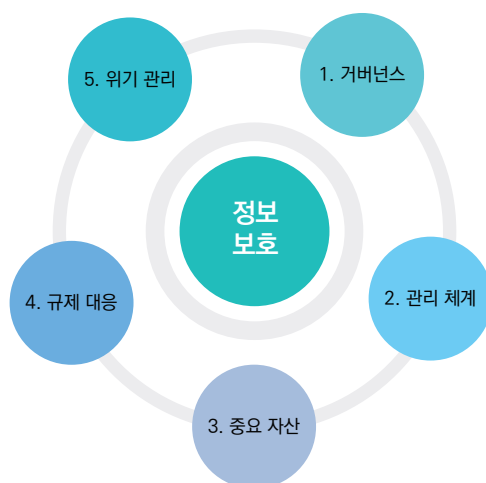 5. 위기 관리
1. 거버넌스
정보
보호
4. 규제 대응
2. 관리 체계
3. 중요 자산